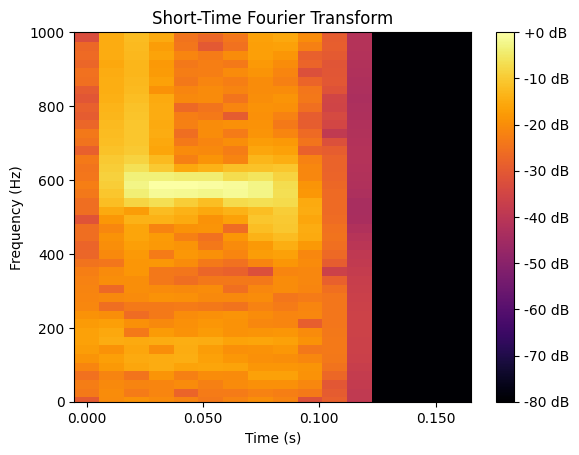 Short-Time Fourier Transform
Frequency (Hz)
1000
800
600
400
200
0
0.000
0.050
0.100
0.150
Time (s)
+0 dB
-10 dB
-20 dB
-30 dB
-40 dB
-50 dB
-60 dB
-70 dB
-80 dB